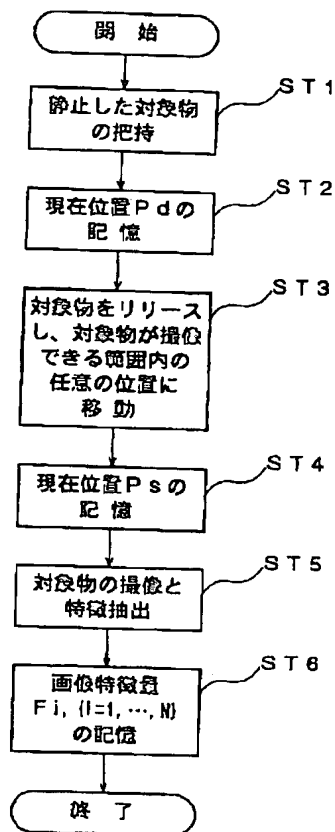 開始
ST1
静止した対象物
の把持
ST2
現在位置Pdの
記憶
ST3
対象物をリリース
し、対象物が撮像
できる範囲内の
任意の位置に
移動
ST4
現在位置Psの
記憶
ST5
対象物の撮像と
特徴抽出
ST6
画像特徴量
Fi, (i=1, …, N)
の記憶
終了